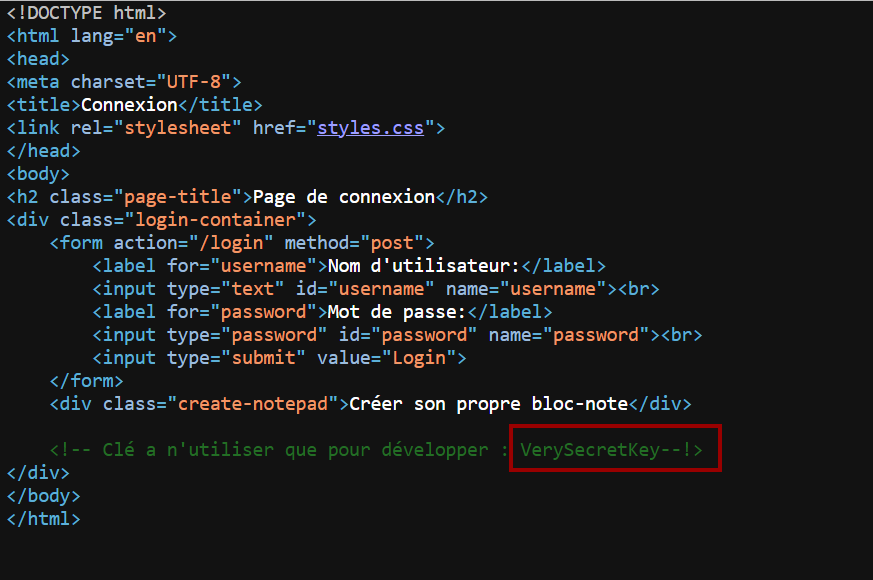 <!DOCTYPE html>
<html lang="en">
<head>
<meta charset="UTF-8">
<title>Connexion</title>
<link rel="stylesheet" href="styles.css">
</head>
<body>
<h2 class="page-title">Page de connexion</h2>
<div class="login-container">
    <form action="/login" method="post">
        <label for="username">Nom d'utilisateur:</label>
        <input type="text" id="username" name="username"><br>
        <label for="password">Mot de passe:</label>
        <input type="password" id="password" name="password"><br>
        <input type="submit" value="Login">
    </form>
    <div class="create-notepad">Créer son propre bloc-note</div>
    <!-- Clé a n'utiliser que pour développer : VerySecretKey--!>
</div>
</body>
</html>